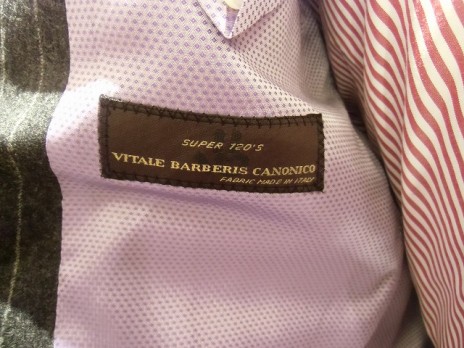 SUPER 120'S
VITALE BARBERIS CANONICO
FABRIC MADE IN ITALY